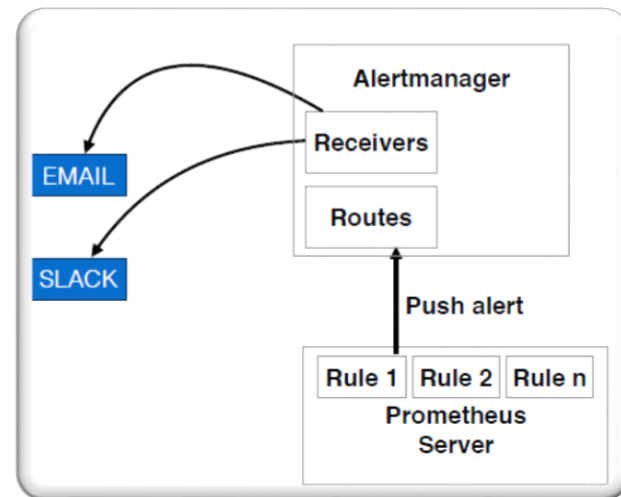 Alertmanager
Receivers
EMAIL
Routes
SLACK
Push alert
Rule 1
Rule 2
Rule n
Prometheus
Server